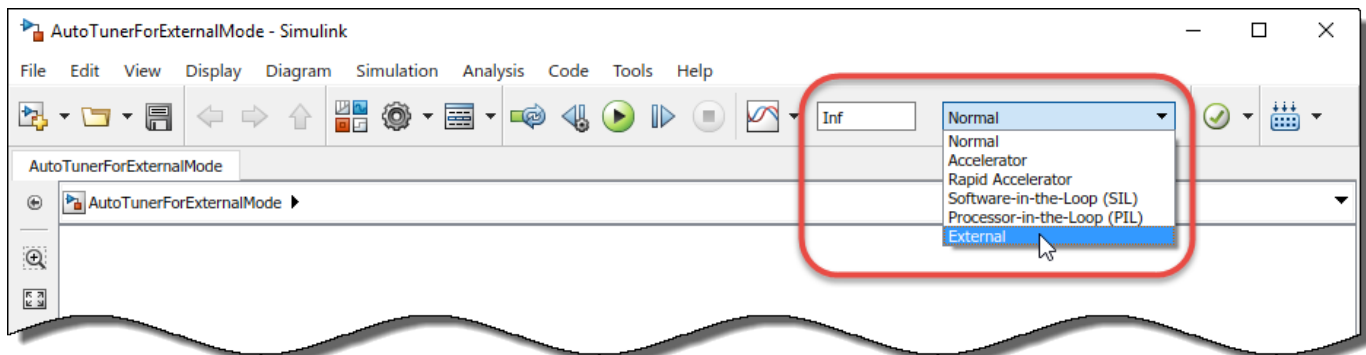 AutoTunerForExternalMode - Simulink
File Edit View Display Diagram Simulation Analysis Code Tools Help
Inf Normal
Normal
Accelerator
Rapid Accelerator
Software-in-the-Loop (SIL)
Processor-in-the-Loop (PIL)
External
AutoTunerForExternalMode
AutoTunerForExternalMode